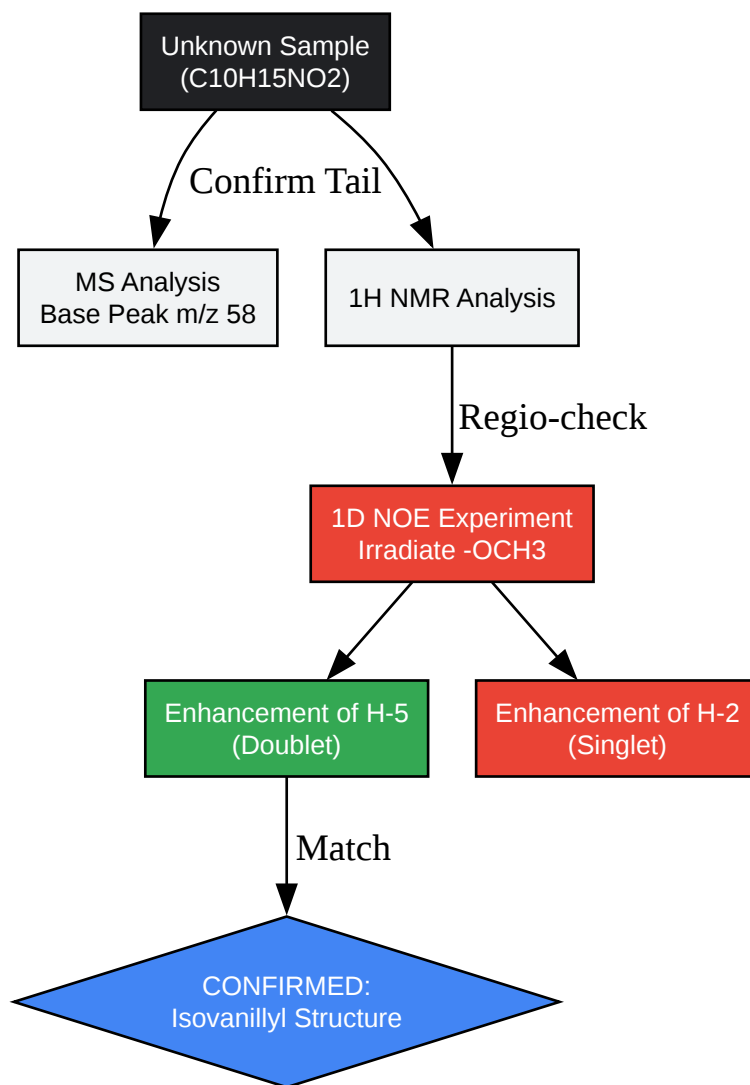 Unknown Sample
(C10H15NO2)
Confirm Tail
MS Analysis
Base Peak m/z 58
1H NMR Analysis
Regio-check
1D NOE Experiment
Irradiate -OCH3
Enhancement of H-5
(Doublet)
Enhancement of H-2
(Singlet)
Match
CONFIRMED:
Isovanillyl Structure